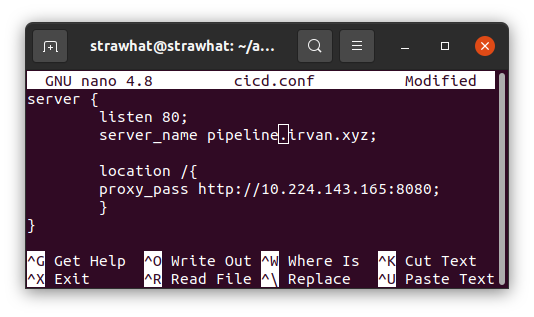 strawhat@strawhat: ~/a...
GNU nano 4.8 cicd.conf Modified
server {
listen 80;
server_name pipeline.irvan.xyz;
location /{
proxy_pass http://10.224.143.165:8080;
}
}
^G Get Help ^O Write Out ^W Where Is ^K Cut Text
^X Exit ^R Read File ^\ Replace ^U Paste Text